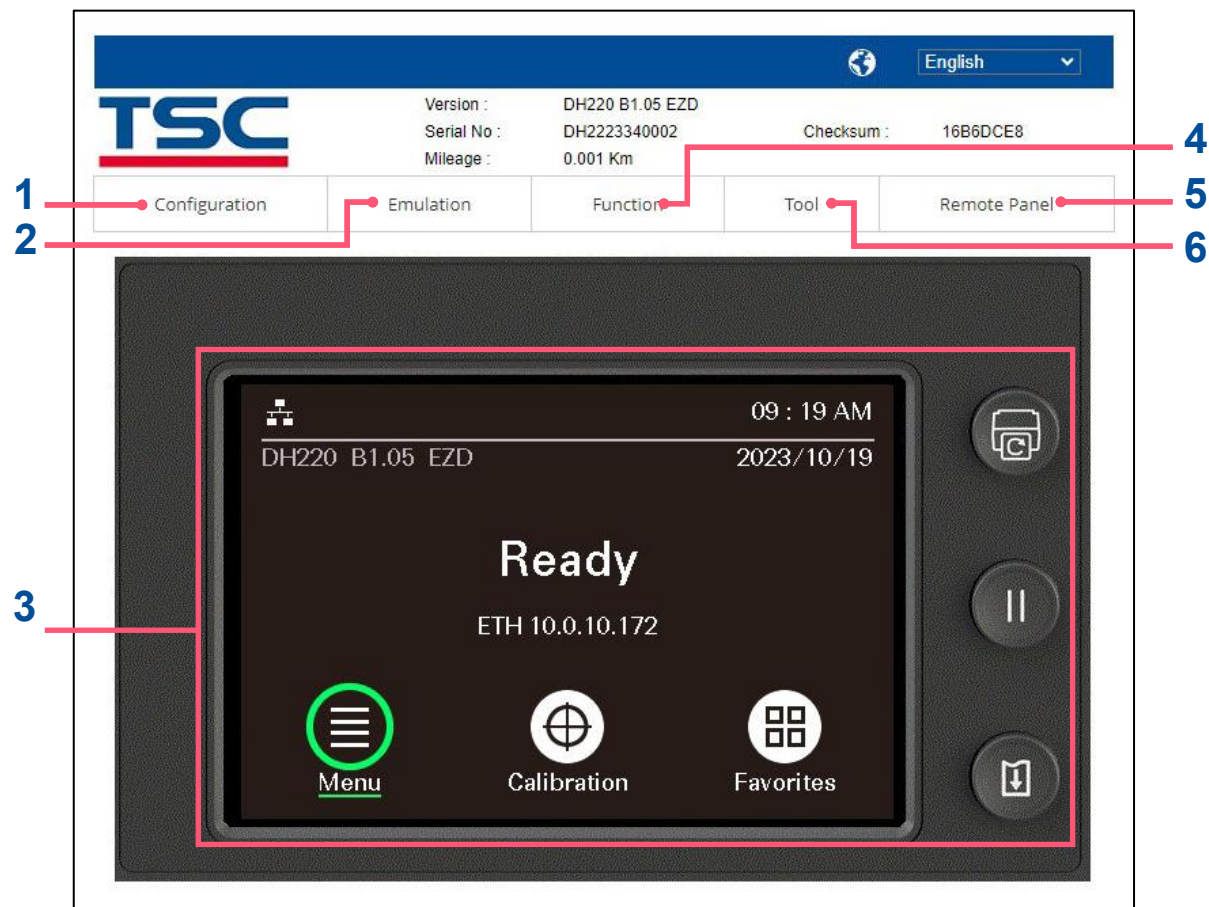 English
TSC
Version : DH220 B1.05 EZD
Serial No : DH2223340002 Checksum : 16B6DCE8
Mileage : 0.001 Km
4
1 Configuration Emulation Function Tool Remote Panel 5
2 6
09 : 19 AM
DH220 B1.05 EZD 2023/10/19
Ready
3
ETH 10.0.10.172
Menu Calibration Favorites